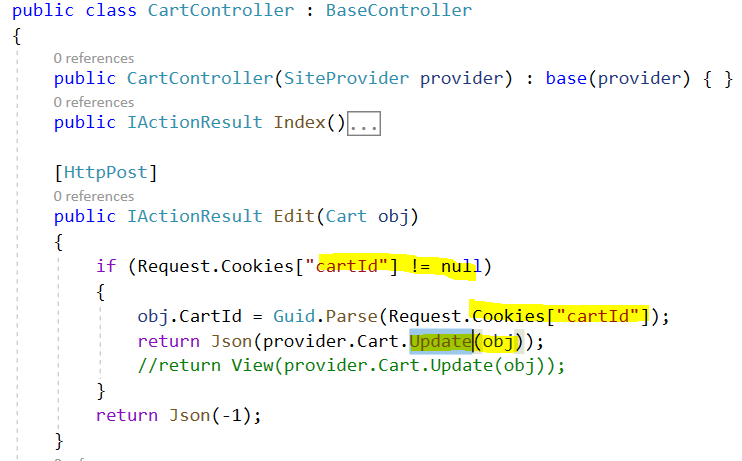 public class CartController : BaseController
{
0 references
public CartController(SiteProvider provider) : base(provider) { }
0 references
public IActionResult Index()...
[HttpPost]
0 references
public IActionResult Edit(Cart obj)
{
if (Request.Cookies["cartId"] != null)
{
obj.CartId = Guid.Parse(Request.Cookies["cartId"]);
return Json(provider.Cart.Update(obj));
//return View(provider.Cart.Update(obj));
}
return Json(-1);
}